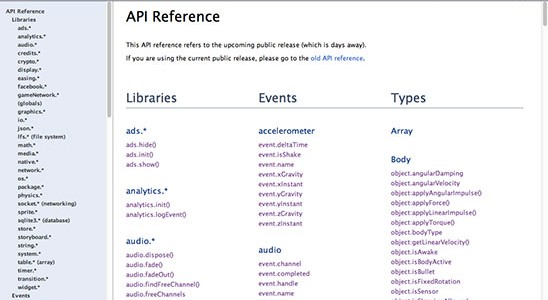 API Reference
Libraries
ads.*
analytics.*
audio.*
credits.*
crypto.*
display.*
easing.*
facebook.*
gameNetwork.*
(globals)
graphics.*
io.*
json.*
lfs.* (file system)
math.*
media.*
native.*
network.*
os.*
package.*
physics.*
socket.* (networking)
sprite.*
sqlite3.* (database)
store.*
storyboard.*
string.*
system.*
table.* (array)
timer.*
transition.*
widget.*
Events
API Reference
This API reference refers to the upcoming public release (which is days away).
If you are using the current public release, please go to the old API reference.
Libraries
ads.*
ads.hide()
ads.init()
ads.show()
analytics.*
analytics.init()
analytics.logEvent()
audio.*
audio.dispose()
audio.fade()
audio.fadeOut()
audio.findFreeChannel()
audio.freeChannels
Events
accelerometer
event.deltaTime
event.isShake
event.name
event.xGravity
event.xInstant
event.yGravity
event.yInstant
event.zGravity
event.zInstant
audio
event.channel
event.completed
event.handle
event.name
Types
Array
Body
object.angularDamping
object.angularVelocity
object.applyAngularImpulse()
object.applyForce()
object.applyLinearImpulse()
object.applyTorque()
object.bodyType
object.getLinearVelocity()
object.isAwake
object.isBodyActive
object.isBullet
object.isFixedRotation
object.isSensor